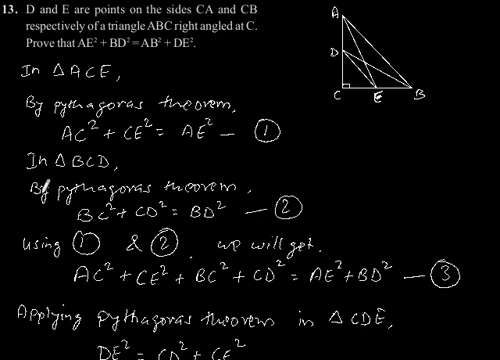 13. D and E are points on the sides CA and CB
respectively of a triangle ABC right angled at C.
Prove that AE² + BD² = AB² + DE².
A
D
C E B
In △ACE,
By pythagoras theorem,
AC² + CE² = AE² — ①
In △BCD,
By pythagoras theorem,
BC² + CD² = BD² — ②
Using ① & ②, we will get.
AC² + CE² + BC² + CD² = AE² + BD² — ③
Applying pythagoras theorem in △CDE,
DE² = CD² + CE²